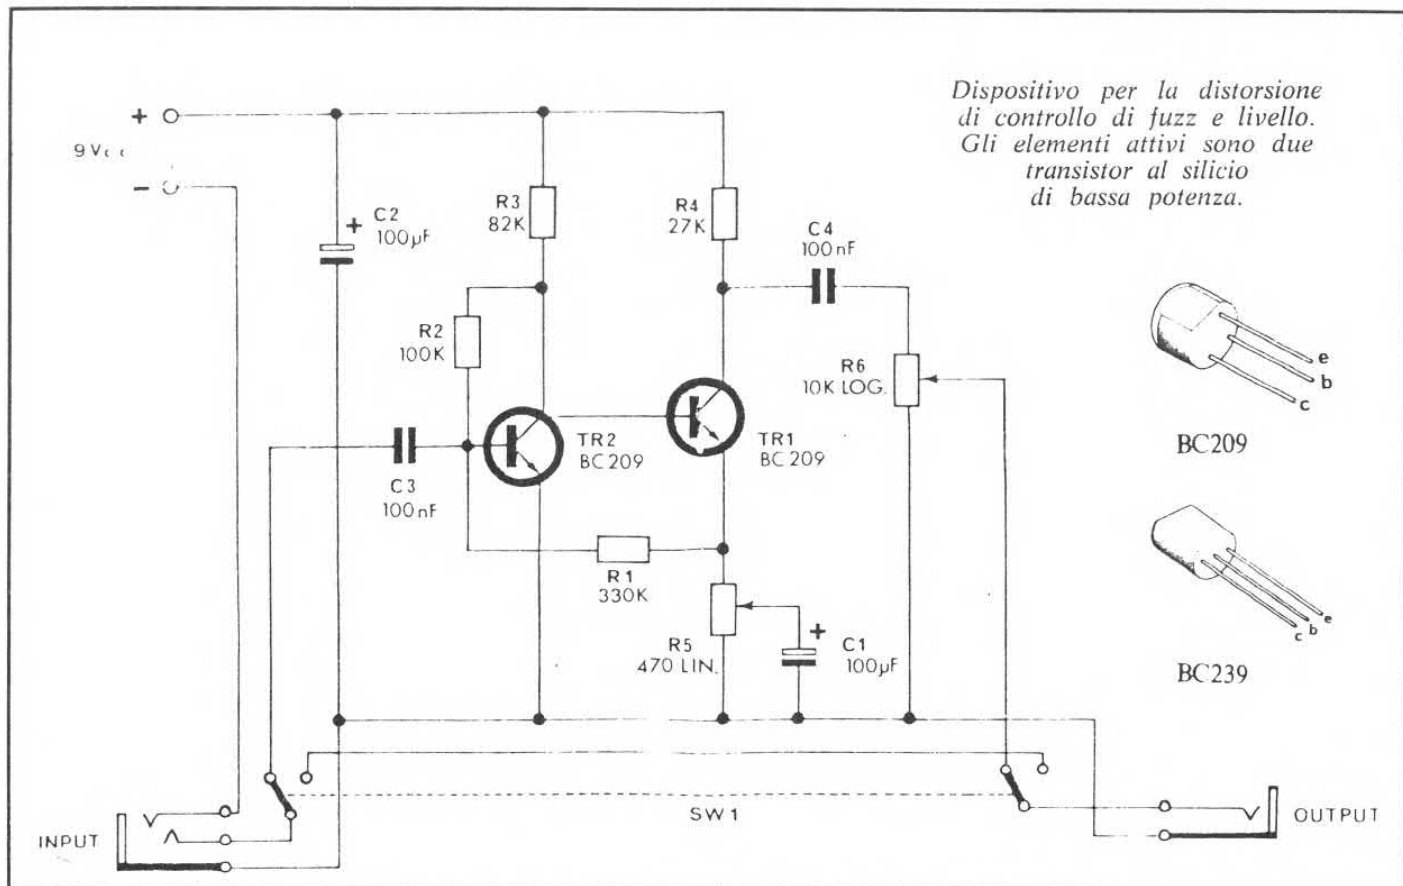 Dispositivo per la distorsione
di controllo di fuzz e livello.
Gli elementi attivi sono due
transistor al silicio
di bassa potenza.
+
9Vcc
−
C2
+
100µF
R3
82K
R4
27K
C4
100nF
R2
100K
R6
10K LOG.
e
b
c
BC209
TR2
BC209
TR1
BC209
C3
100nF
R1
330K
R5
470 LIN.
+
C1
100µF
c
b
e
BC239
SW1
INPUT
OUTPUT